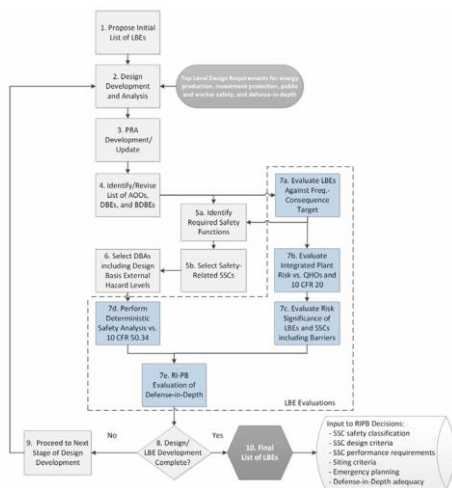 1. Propose Initial
List of LBEs
2. Design
Development
and Analysis
Top Level Design Requirements for energy
production, investment protection, public
and worker safety, and defense-in-depth
3. PRA
Development/
Update
4. Identify/Revise
List of AOOs,
DBEs, and BDBEs
7a. Evaluate LBEs
Against Freq.-
Consequence
Target
5a. Identify
Required Safety
Functions
6. Select DBAs
including Design
Basis External
Hazard Levels
5b. Select Safety-
Related SSCs
7b. Evaluate
Integrated Plant
Risk vs. QHOs and
10 CFR 20
7d. Perform
Deterministic
Safety Analysis vs.
10 CFR 50.34
7c. Evaluate Risk
Significance of
LBEs and SSCs
including Barriers
7e. RI-PB
Evaluation of
Defense-in-Depth
LBE Evaluations
9. Proceed to Next
Stage of Design
Development
No
8. Design/
LBE Development
Complete?
Yes
10. Final
List of LBEs
Input to RIPB Decisions:
- SSC safety classification
- SSC design criteria
- SSC performance requirements
- Siting criteria
- Emergency planning
- Defense-in-Depth adequacy